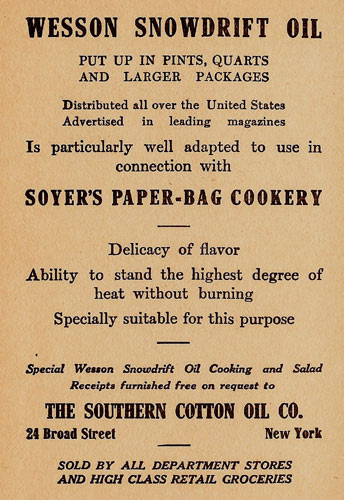 WESSON SNOWDRIFT OIL
PUT UP IN PINTS, QUARTS
AND LARGER PACKAGES
Distributed all over the United States
Advertised in leading magazines
Is particularly well adapted to use in
connection with
SOYER'S PAPER-BAG COOKERY
Delicacy of flavor
Ability to stand the highest degree of
heat without burning
Specially suitable for this purpose
Special Wesson Snowdrift Oil Cooking and Salad
Receipts furnished free on request to
THE SOUTHERN COTTON OIL CO.
24 Broad Street New York
SOLD BY ALL DEPARTMENT STORES
AND HIGH CLASS RETAIL GROCERIES